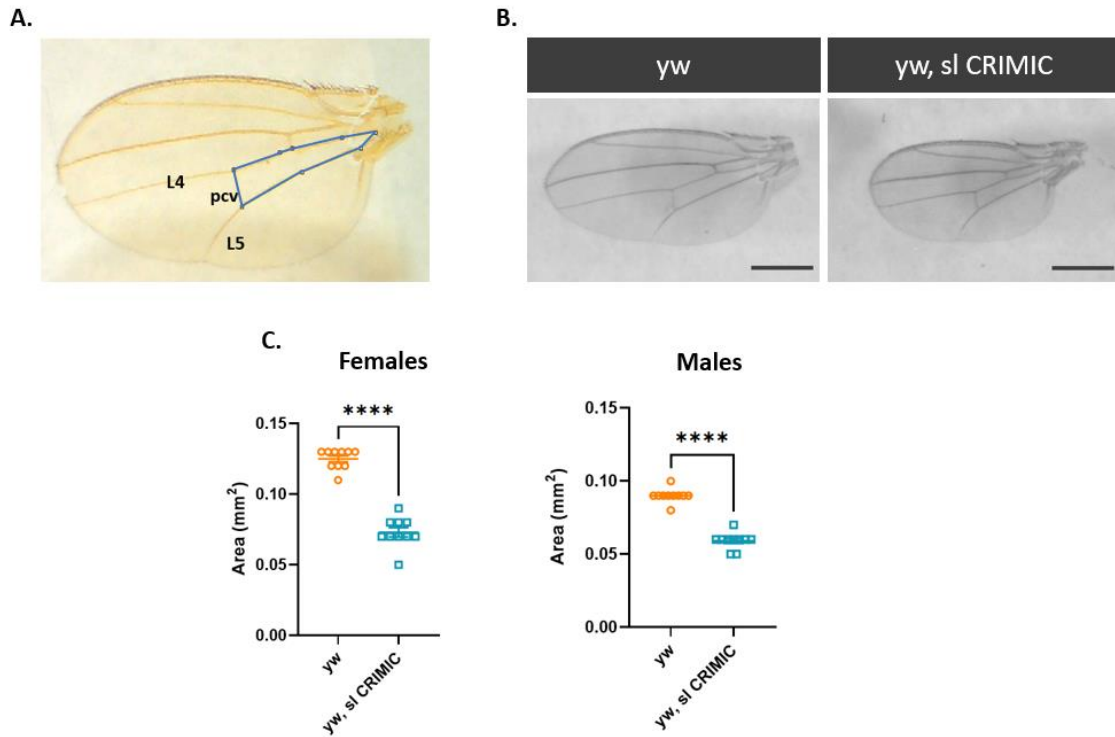 A.
L4
pcv
L5
B.
yw
yw, sl CRIMIC
C.
Females
****
0.15
0.10
0.05
0.00
Area (mm²)
yw
yw, sl CRIMIC
Males
****
0.15
0.10
0.05
0.00
Area (mm²)
yw
yw, sl CRIMIC